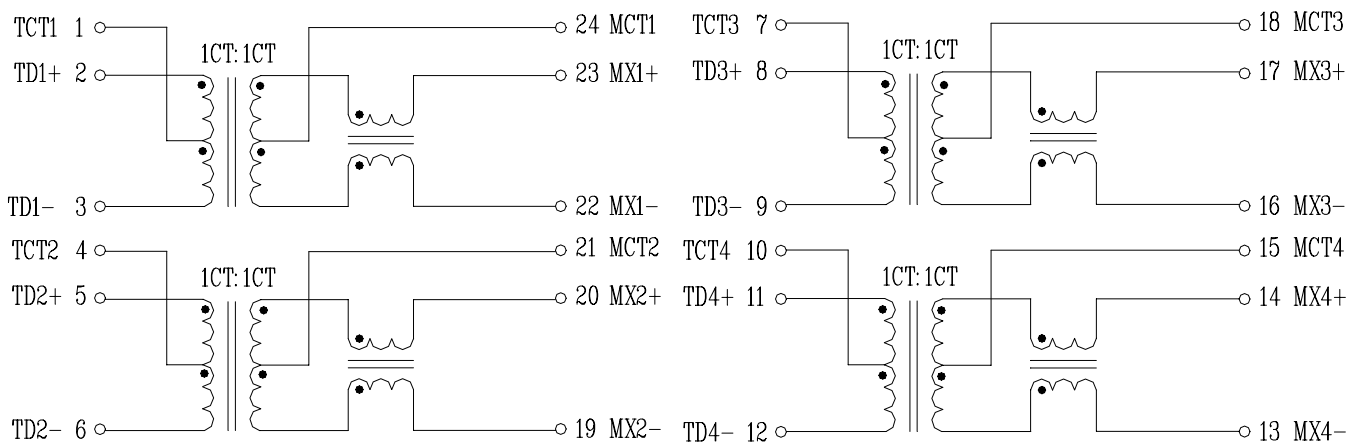 TCT1 1
1CT:1CT
24 MCT1
TD1+ 2
23 MX1+
TD1- 3
22 MX1-
TCT2 4
1CT:1CT
21 MCT2
TD2+ 5
20 MX2+
TD2- 6
19 MX2-
TCT3 7
1CT:1CT
18 MCT3
TD3+ 8
17 MX3+
TD3- 9
16 MX3-
TCT4 10
1CT:1CT
15 MCT4
TD4+ 11
14 MX4+
TD4- 12
13 MX4-